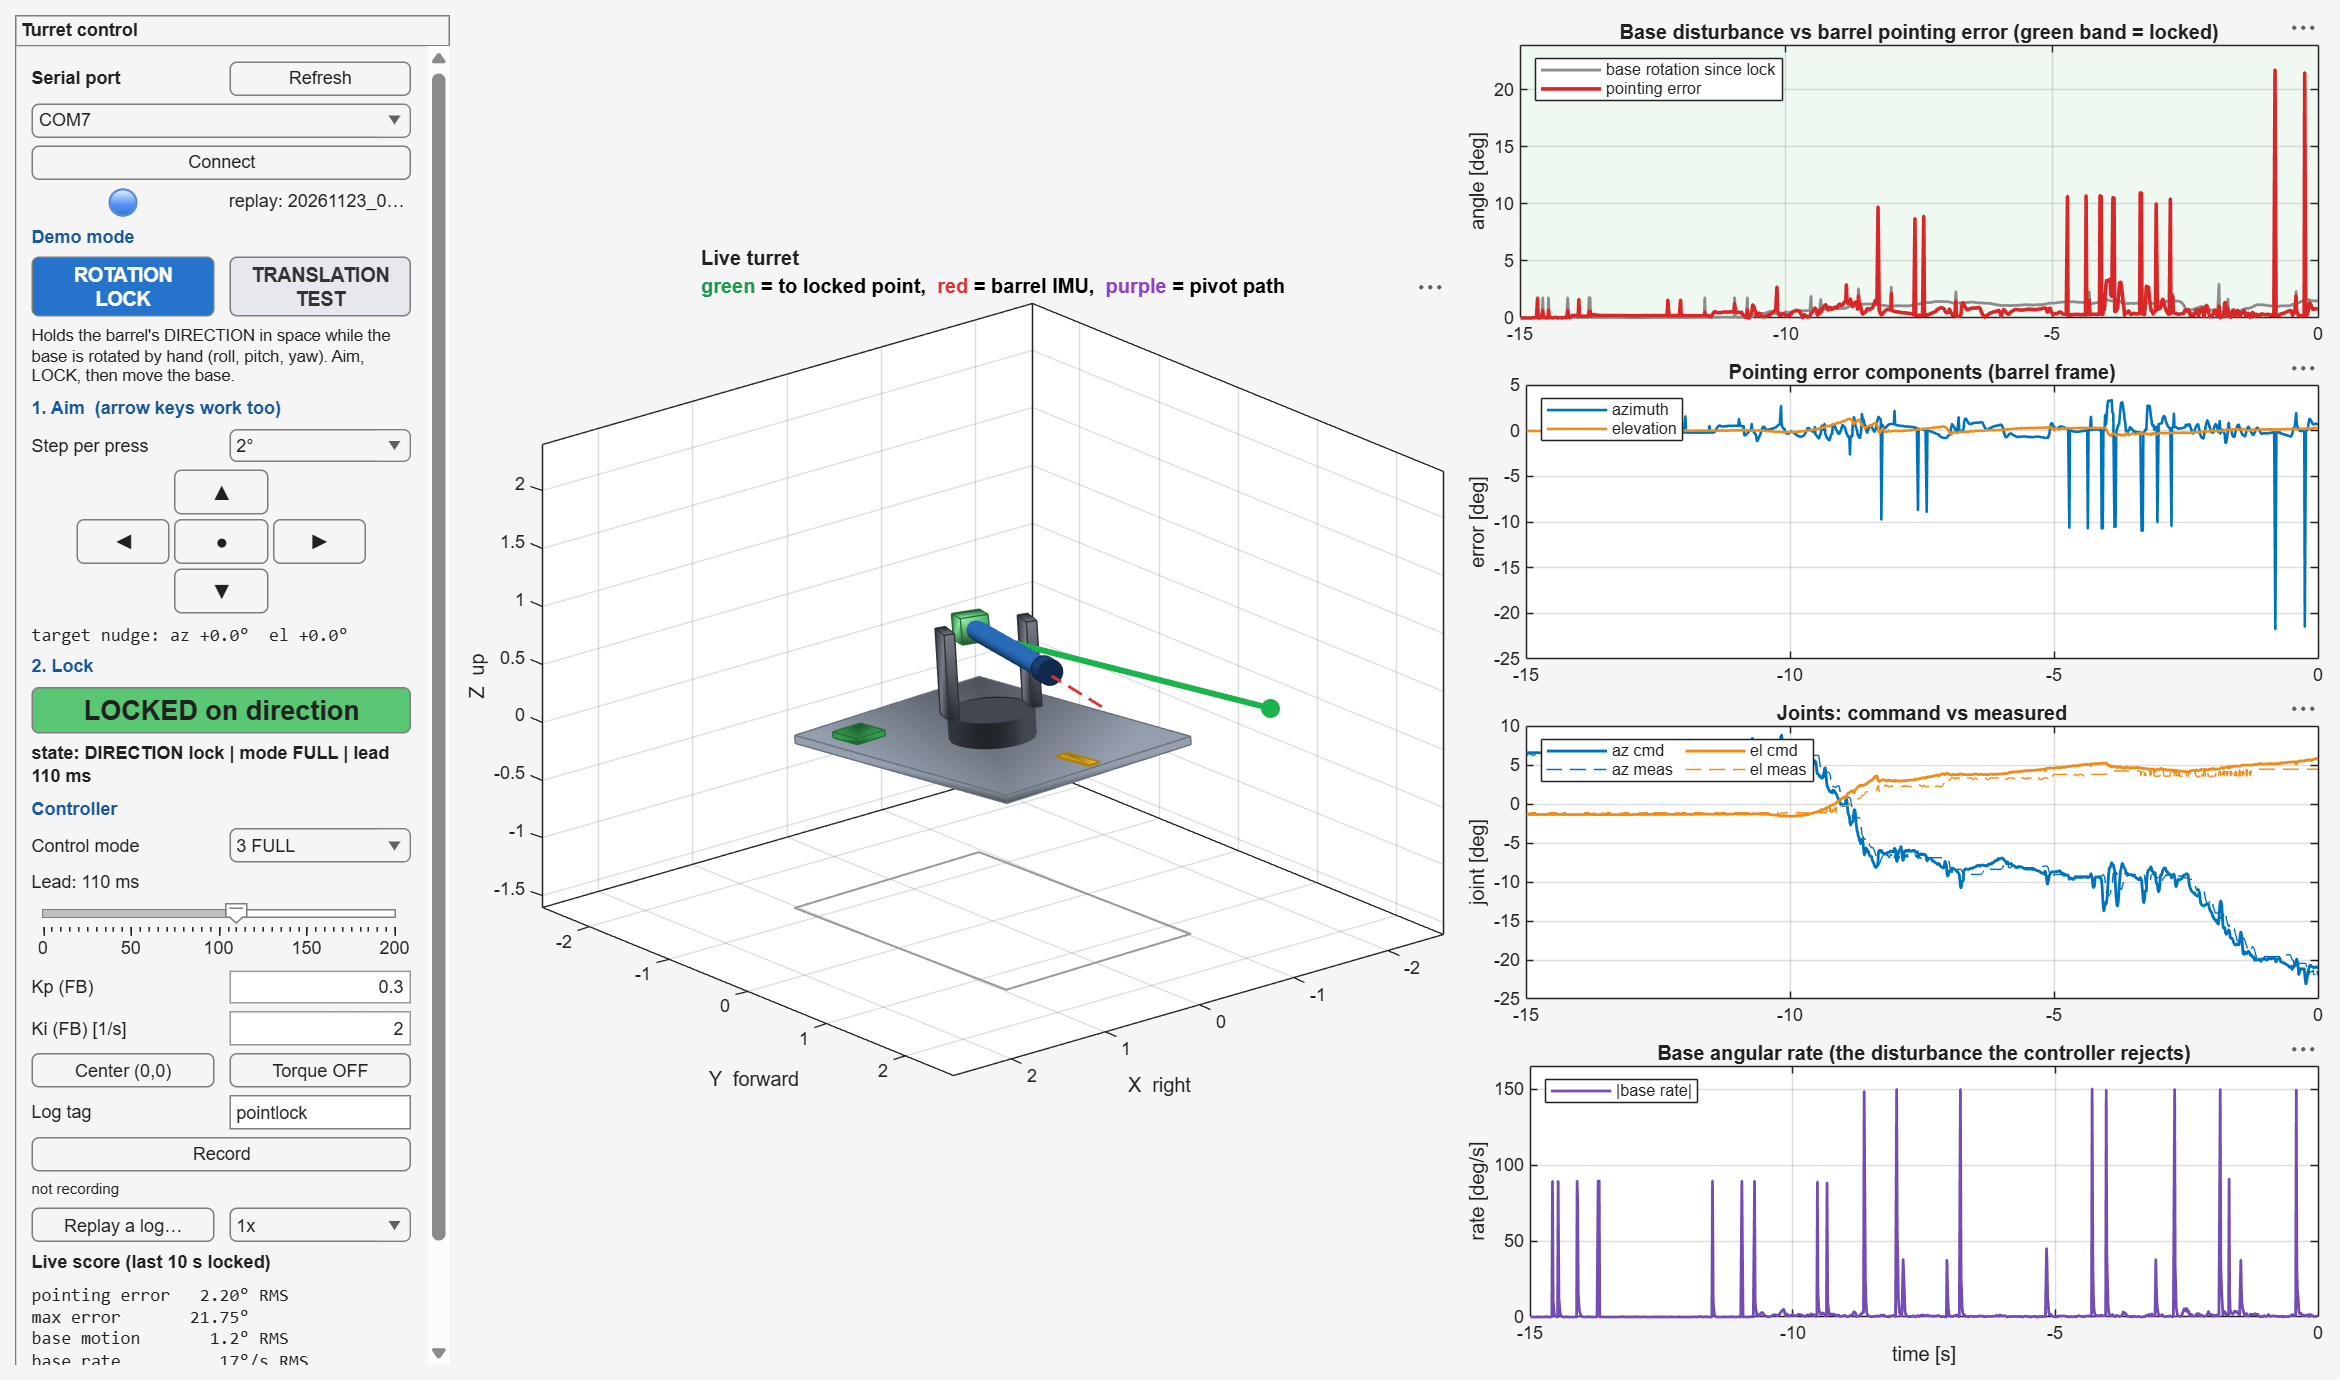 Turret control
Serial port
Refresh
COM7
Connect
replay: 20261123_0…
Demo mode
ROTATION
LOCK
TRANSLATION
TEST
Holds the barrel's DIRECTION in space while the
base is rotated by hand (roll, pitch, yaw). Aim,
LOCK, then move the base.
1. Aim  (arrow keys work too)
Step per press
2°
▲
◀
●
▶
▼
target nudge: az +0.0°  el +0.0°
2. Lock
LOCKED on direction
state: DIRECTION lock | mode FULL | lead
110 ms
Controller
Control mode
3 FULL
Lead: 110 ms
0 50 100 150 200
Kp (FB)
0.3
Ki (FB) [1/s]
2
Center (0,0)
Torque OFF
Log tag
pointlock
Record
not recording
Replay a log…
1x
Live score (last 10 s locked)
pointing error   2.20° RMS
max error       21.75°
base motion       1.2° RMS
base rate         17°/s RMS
Live turret
green = to locked point,  red = barrel IMU,  purple = pivot path
Z up
2
1.5
1
0.5
0
-0.5
-1
-1.5
-2
-1
0
1
2
Y forward
2
1
0
-1
-2
X right
Base disturbance vs barrel pointing error (green band = locked)
base rotation since lock
pointing error
angle [deg]
20
15
10
5
0
-15 -10 -5 0
Pointing error components (barrel frame)
azimuth
elevation
error [deg]
5
0
-5
-10
-15
-20
-25
-15 -10 -5 0
Joints: command vs measured
az cmd
el cmd
az meas
el meas
joint [deg]
10
5
0
-5
-10
-15
-20
-25
-15 -10 -5 0
Base angular rate (the disturbance the controller rejects)
|base rate|
rate [deg/s]
150
100
50
0
-15 -10 -5 0
time [s]